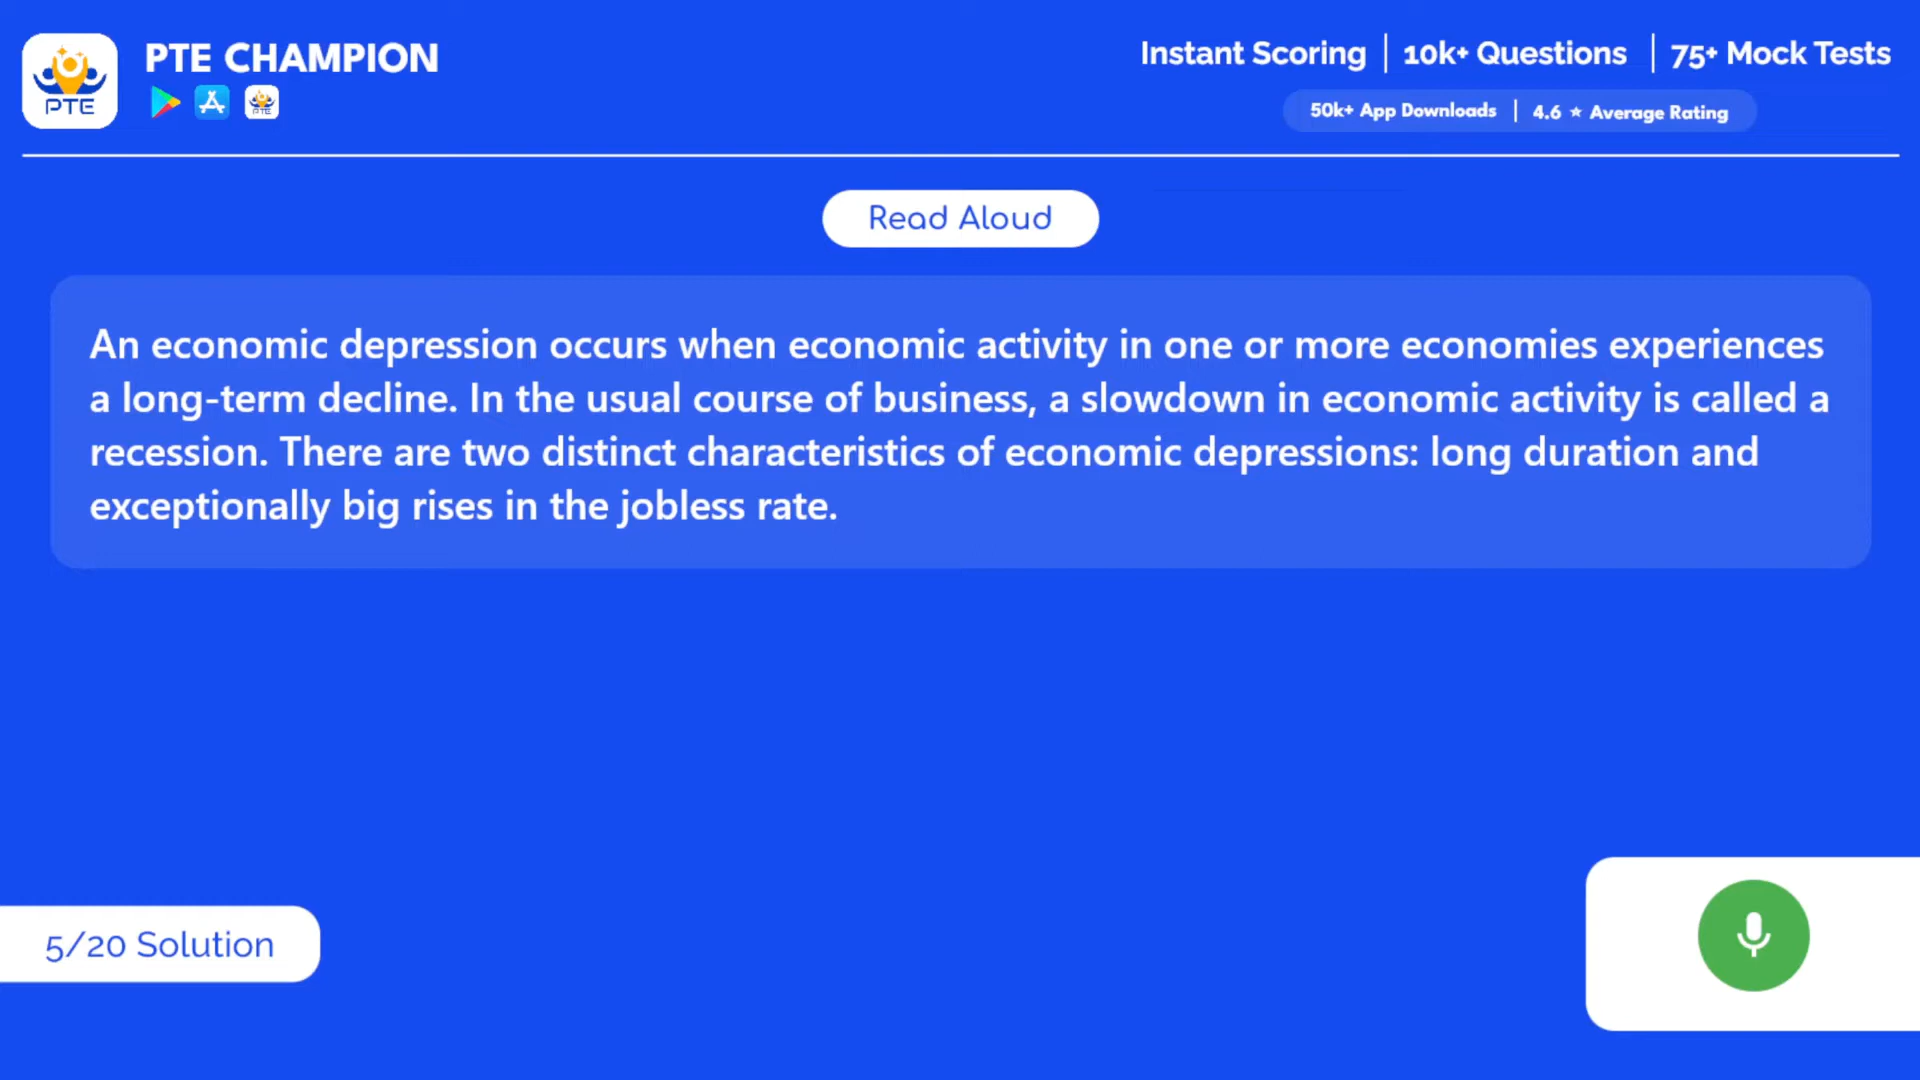 PTE CHAMPION
PTE
PTE
Instant Scoring | 10k+ Questions | 75+ Mock Tests
50k+ App Downloads | 4.6 ★ Average Rating
Read Aloud
An economic depression occurs when economic activity in one or more economies experiences
a long-term decline. In the usual course of business, a slowdown in economic activity is called a
recession. There are two distinct characteristics of economic depressions: long duration and
exceptionally big rises in the jobless rate.
5/20 Solution